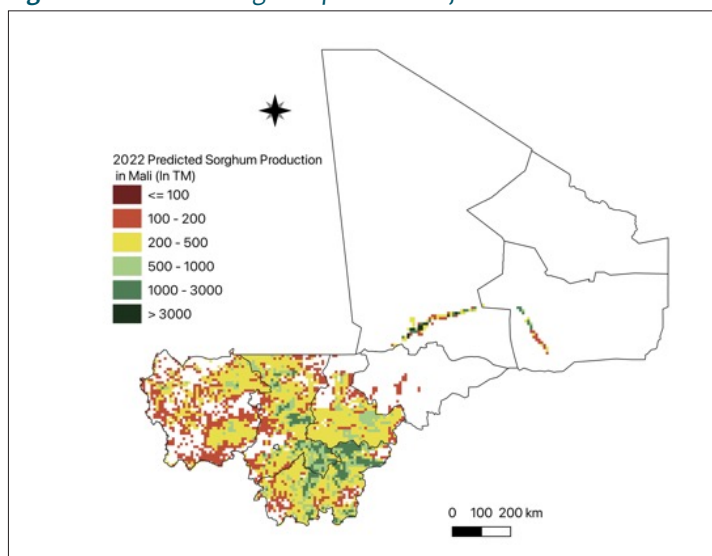 2022 Predicted Sorghum Production
in Mali (In TM)
<= 100
100 - 200
200 - 500
500 - 1000
1000 - 3000
> 3000
0 100 200 km